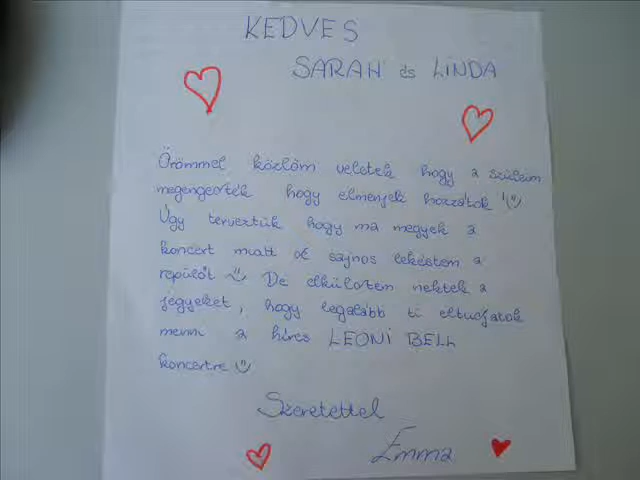 KEDVES
SARAH és LINDA
Örömmel közlöm veletek hogy a szüleim
megengedték hogy elmenjek hozzátok
Úgy terveztük hogy ma megyek a
koncert miatt de sajnos lekéstem a
repülőt De elküldtem nektek a
jegyeket, hogy legalább ti eltudjatok
menni a híres LEONI BELL
koncertre
Szeretettel
Emma